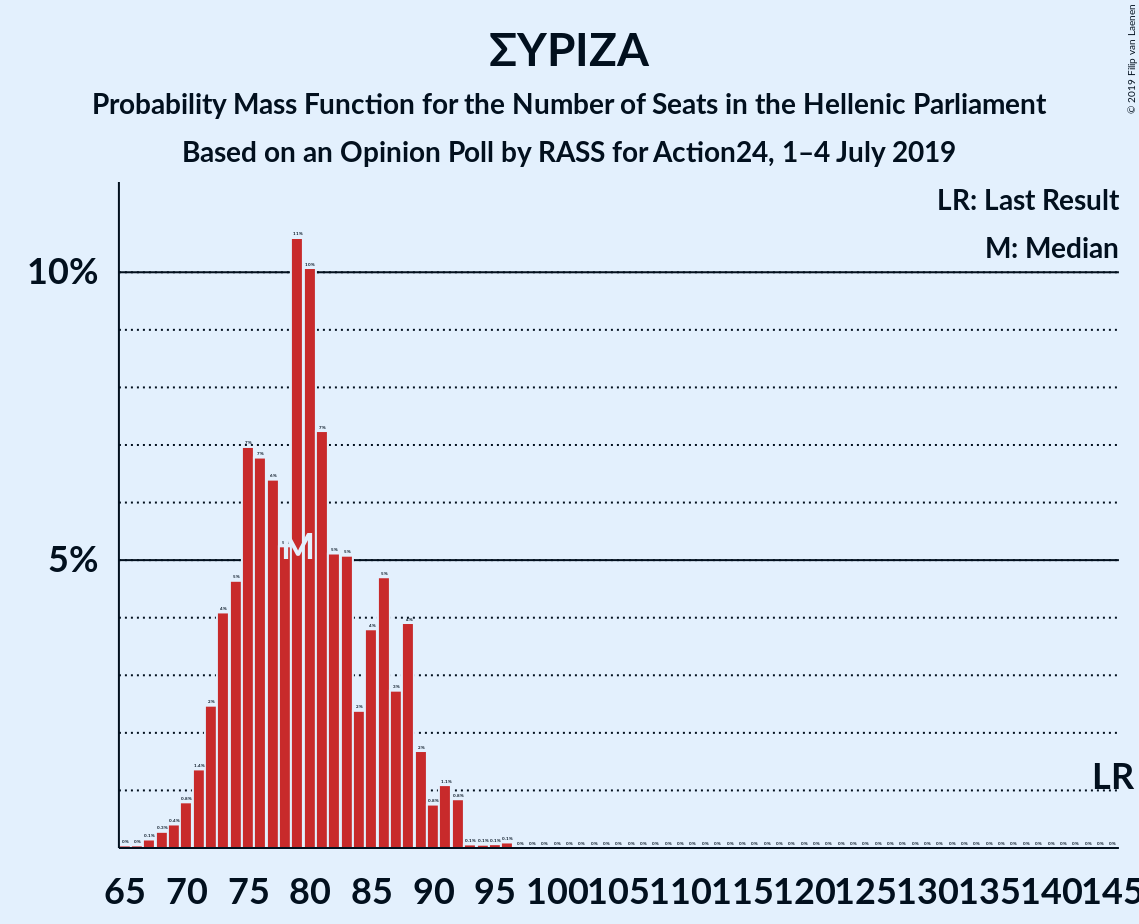 ΣΥΡΙΖΑ
Probability Mass Function for the Number of Seats in the Hellenic Parliament
Based on an Opinion Poll by RASS for Action24, 1–4 July 2019
© 2019 Filip van Laenen
LR: Last Result
M: Median
10%
5%
M
LR
65 70 75 80 85 90 95 100 105 110 115 120 125 130 135 140 145